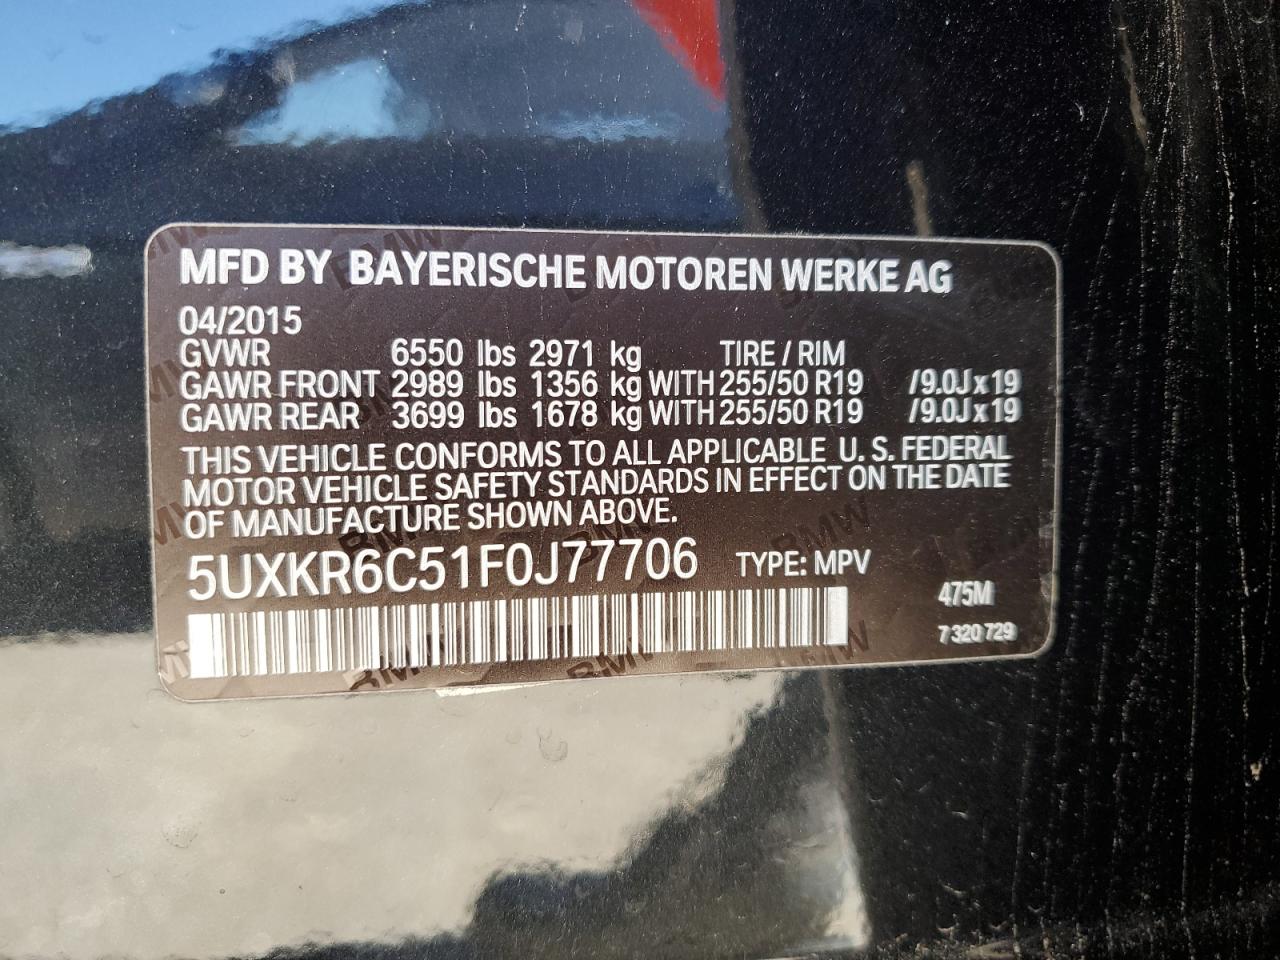 MFD BY BAYERISCHE MOTOREN WERKE AG
04/2015
GVWR 6550 lbs 2971 kg TIRE / RIM
GAWR FRONT 2989 lbs 1356 kg WITH 255/50 R19 /9.0J x 19
GAWR REAR 3699 lbs 1678 kg WITH 255/50 R19 /9.0J x 19
THIS VEHICLE CONFORMS TO ALL APPLICABLE U. S. FEDERAL
MOTOR VEHICLE SAFETY STANDARDS IN EFFECT ON THE DATE
OF MANUFACTURE SHOWN ABOVE.
5UXKR6C51F0J77706 TYPE: MPV
475M
7 320 729